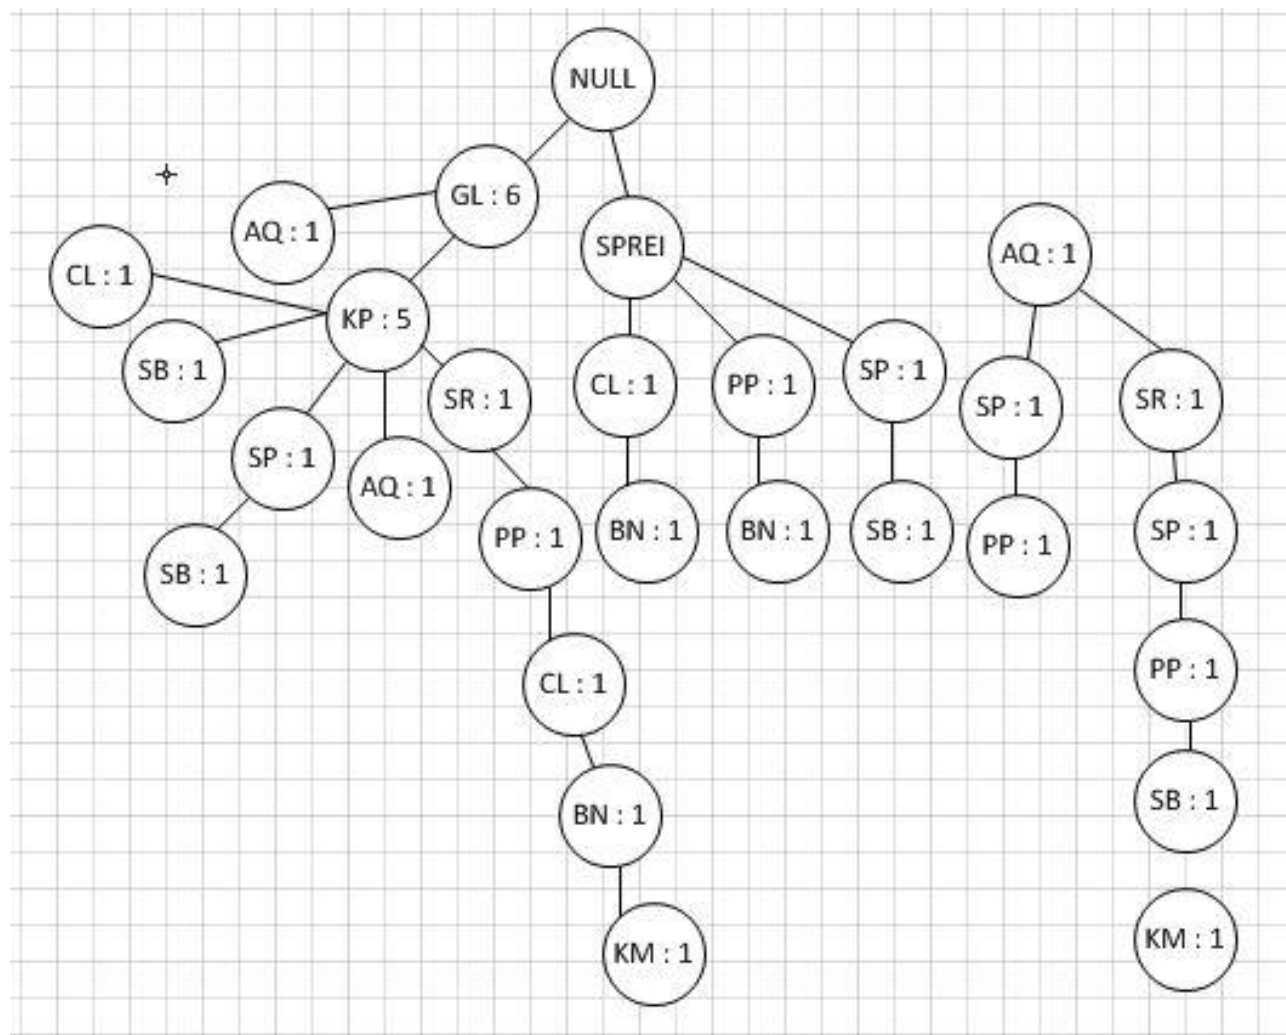 NULL
GL : 6
AQ : 1
SPREI
AQ : 1
CL : 1
KP : 5
SB : 1
SR : 1
CL : 1
PP : 1
SP : 1
SP : 1
SR : 1
SP : 1
AQ : 1
PP : 1
BN : 1
BN : 1
SB : 1
PP : 1
SP : 1
SB : 1
CL : 1
PP : 1
BN : 1
SB : 1
KM : 1
KM : 1